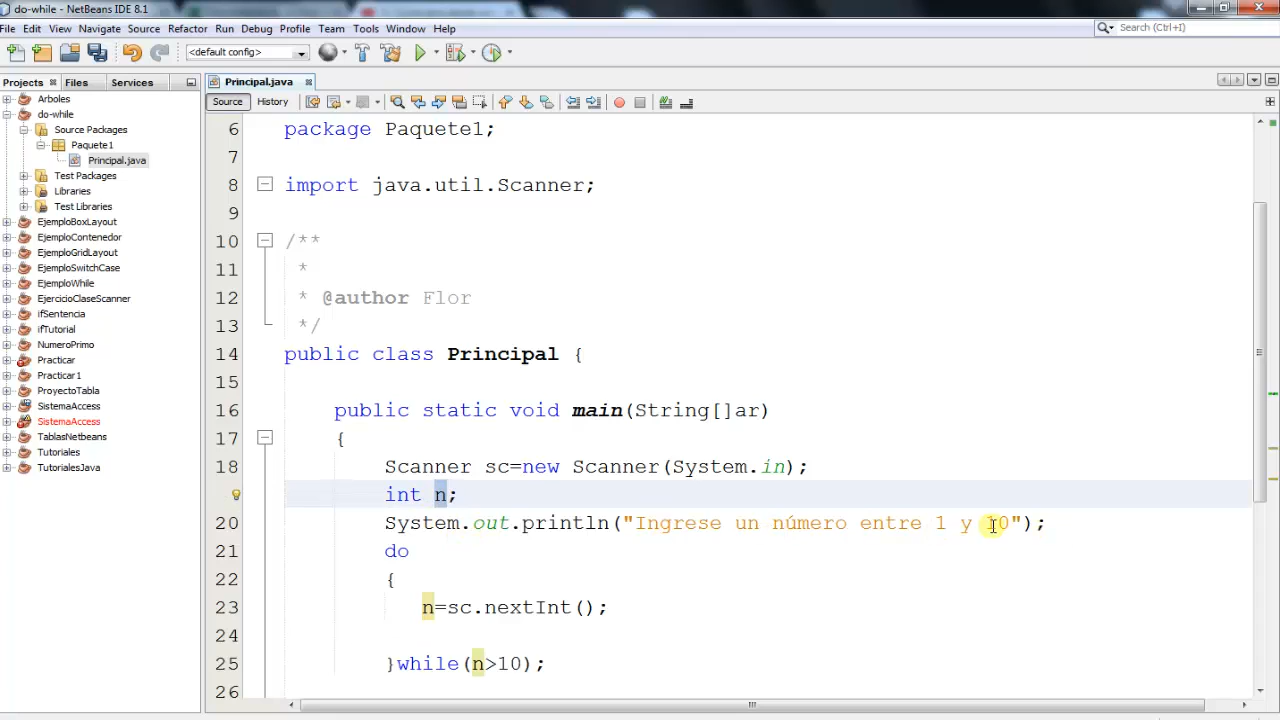 do-while - NetBeans IDE 8.1
File Edit View Navigate Source Refactor Run Debug Profile Team Tools Window Help
Search (Ctrl+I)
<default config>
Projects Files Services
Principal.java
Source History
Arboles
do-while
Source Packages
Paquete1
Principal.java
Test Packages
Libraries
Test Libraries
EjemploBoxLayout
EjemploContenedor
EjemploGridLayout
EjemploSwitchCase
EjemploWhile
EjercicioClaseScanner
ifSentencia
ifTutorial
NumeroPrimo
Practicar
Practicar1
ProyectoTabla
SistemaAccess
SistemaAccess
TablasNetbeans
Tutoriales
TutorialesJava
6 package Paquete1;
7
8 import java.util.Scanner;
9
10 /**
11 *
12 * @author Flor
13 */
14 public class Principal {
15
16 public static void main(String[]ar)
17 {
18 Scanner sc=new Scanner(System.in);
int n;
20 System.out.println("Ingrese un número entre 1 y 10");
21 do
22 {
23 n=sc.nextInt();
24
25 }while(n>10);
26